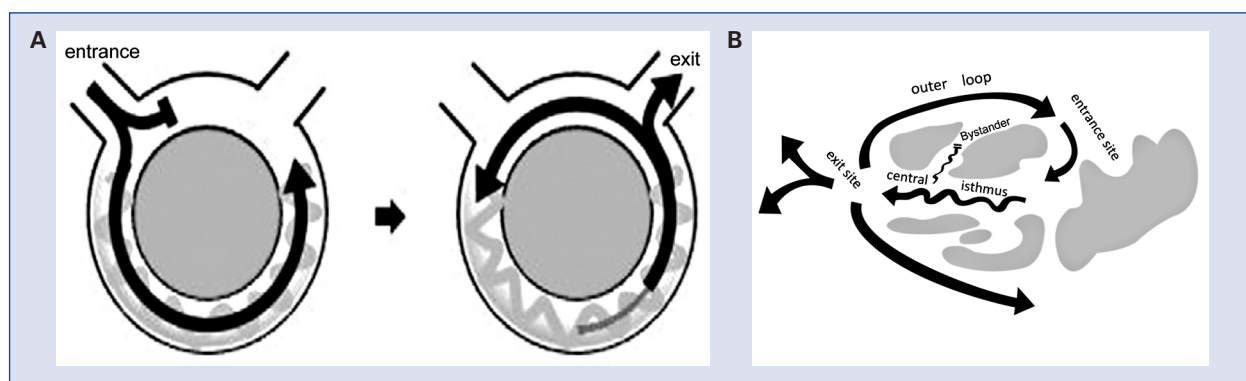 A
entrance
exit
B
outer loop
entrance site
Bystander
exit site
central isthmus